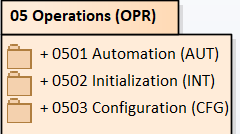 05 Operations (OPR)
+ 0501 Automation (AUT)
+ 0502 Initialization (INT)
+ 0503 Configuration (CFG)